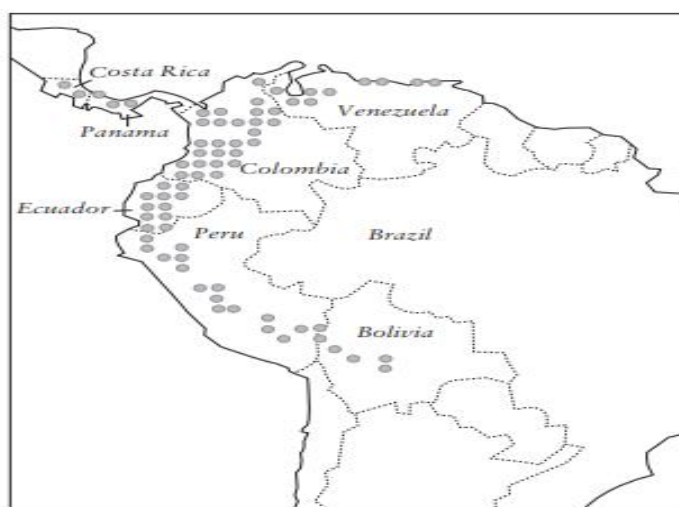 Costa Rica
Venezuela
Panama
Colombia
Ecuador
Peru
Brazil
Bolivia